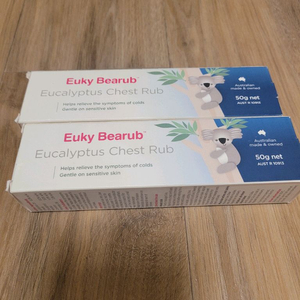 Euky Bearub™
Eucalyptus Chest Rub
Helps relieve the symptoms of colds
Gentle on sensitive skin
Australian
made & owned
50g net
Euky Bearub™
Eucalyptus Chest Rub
Helps relieve the symptoms of colds
Gentle on sensitive skin
Australian
made & owned
50g net